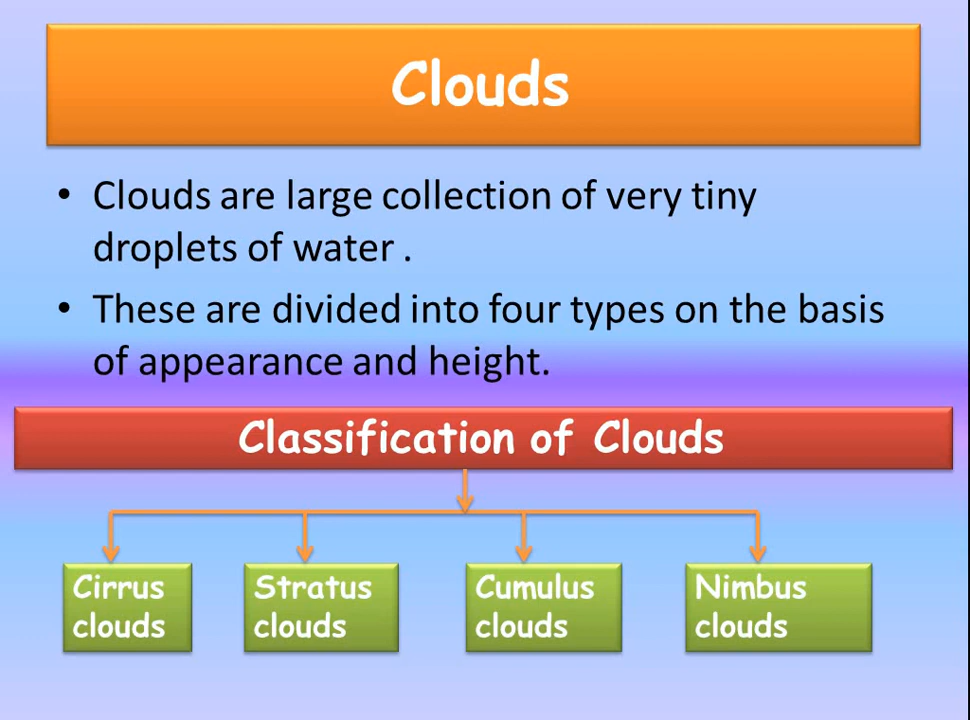 Clouds
• Clouds are large collection of very tiny
droplets of water .
• These are divided into four types on the basis
of appearance and height.
Classification of Clouds
Cirrus
clouds
Stratus
clouds
Cumulus
clouds
Nimbus
clouds